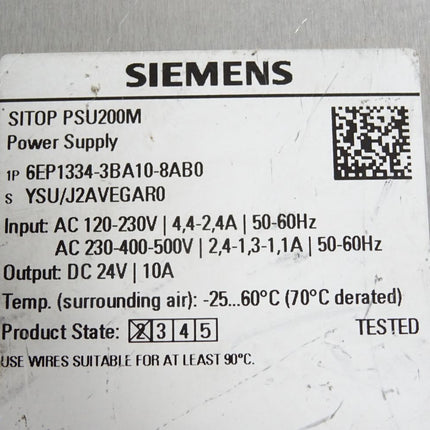 SIEMENS
SITOP PSU200M
Power Supply
1P 6EP1334-3BA10-8AB0
S YSU/J2AVEGAR0
Input: AC 120-230V | 4,4-2,4A | 50-60Hz
AC 230-400-500V | 2,4-1,3-1,1A | 50-60Hz
Output: DC 24V | 10A
Temp. (surrounding air): -25...60°C (70°C derated)
Product State: 2 3 4 5 TESTED
USE WIRES SUITABLE FOR AT LEAST 90°C.